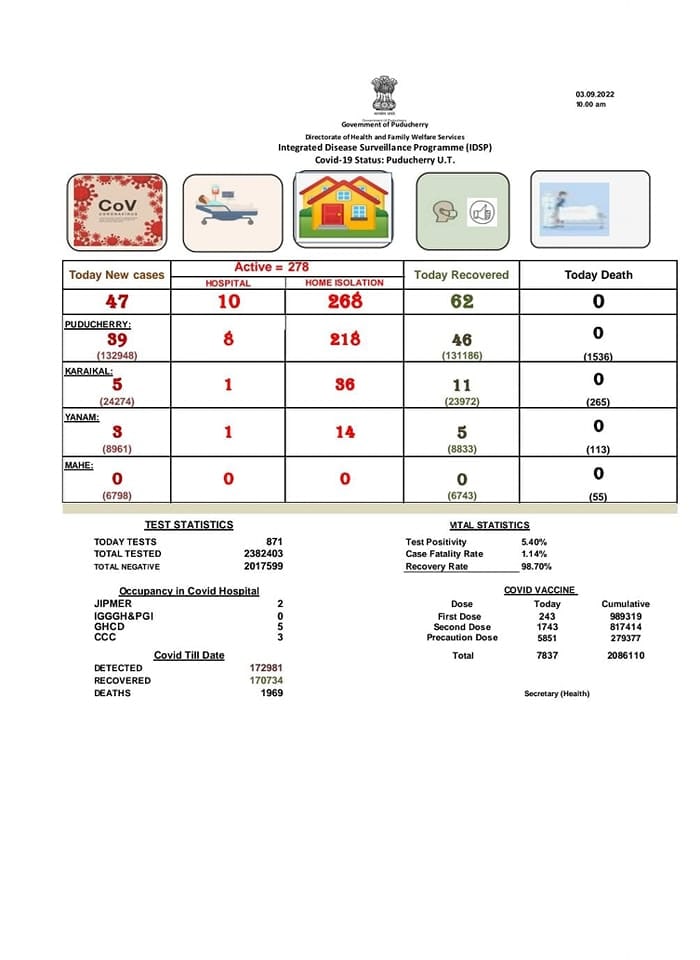 03.09.2022
10.00 am
सत्यमेव जयते
Government of Puducherry
Government of Puducherry
Directorate of Health and Family Welfare Services
Integrated Disease Surveillance Programme (IDSP)
Covid-19 Status: Puducherry U.T.
CoV
CORONAVIRUS
Today New cases Active = 278 Today Recovered Today Death
HOSPITAL HOME ISOLATION
47 10 268 62 0
PUDUCHERRY:
39 8 218 46 0
(132948) (131186) (1536)
KARAIKAL:
5 1 36 11 0
(24274) (23972) (265)
YANAM:
3 1 14 5 0
(8961) (8833) (113)
MAHE:
0 0 0 0 0
(6798) (6743) (55)
TEST STATISTICS
TODAY TESTS 871
TOTAL TESTED 2382403
TOTAL NEGATIVE 2017599
Occupancy in Covid Hospital
JIPMER 2
IGGGH&PGI 0
GHCD 5
CCC 3
Covid Till Date
DETECTED 172981
RECOVERED 170734
DEATHS 1969
VITAL STATISTICS
Test Positivity 5.40%
Case Fatality Rate 1.14%
Recovery Rate 98.70%
COVID VACCINE
Dose Today Cumulative
First Dose 243 989319
Second Dose 1743 817414
Precaution Dose 5851 279377
Total 7837 2086110
Secretary (Health)